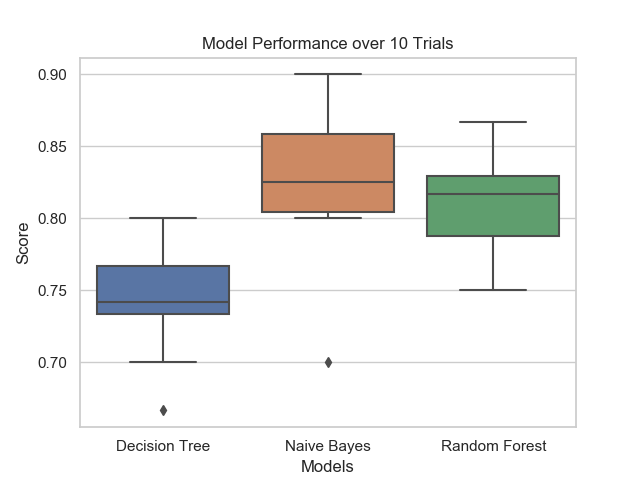 Model Performance over 10 Trials
0.90
0.85
0.80
0.75
0.70
Score
Decision Tree
Naive Bayes
Random Forest
Models